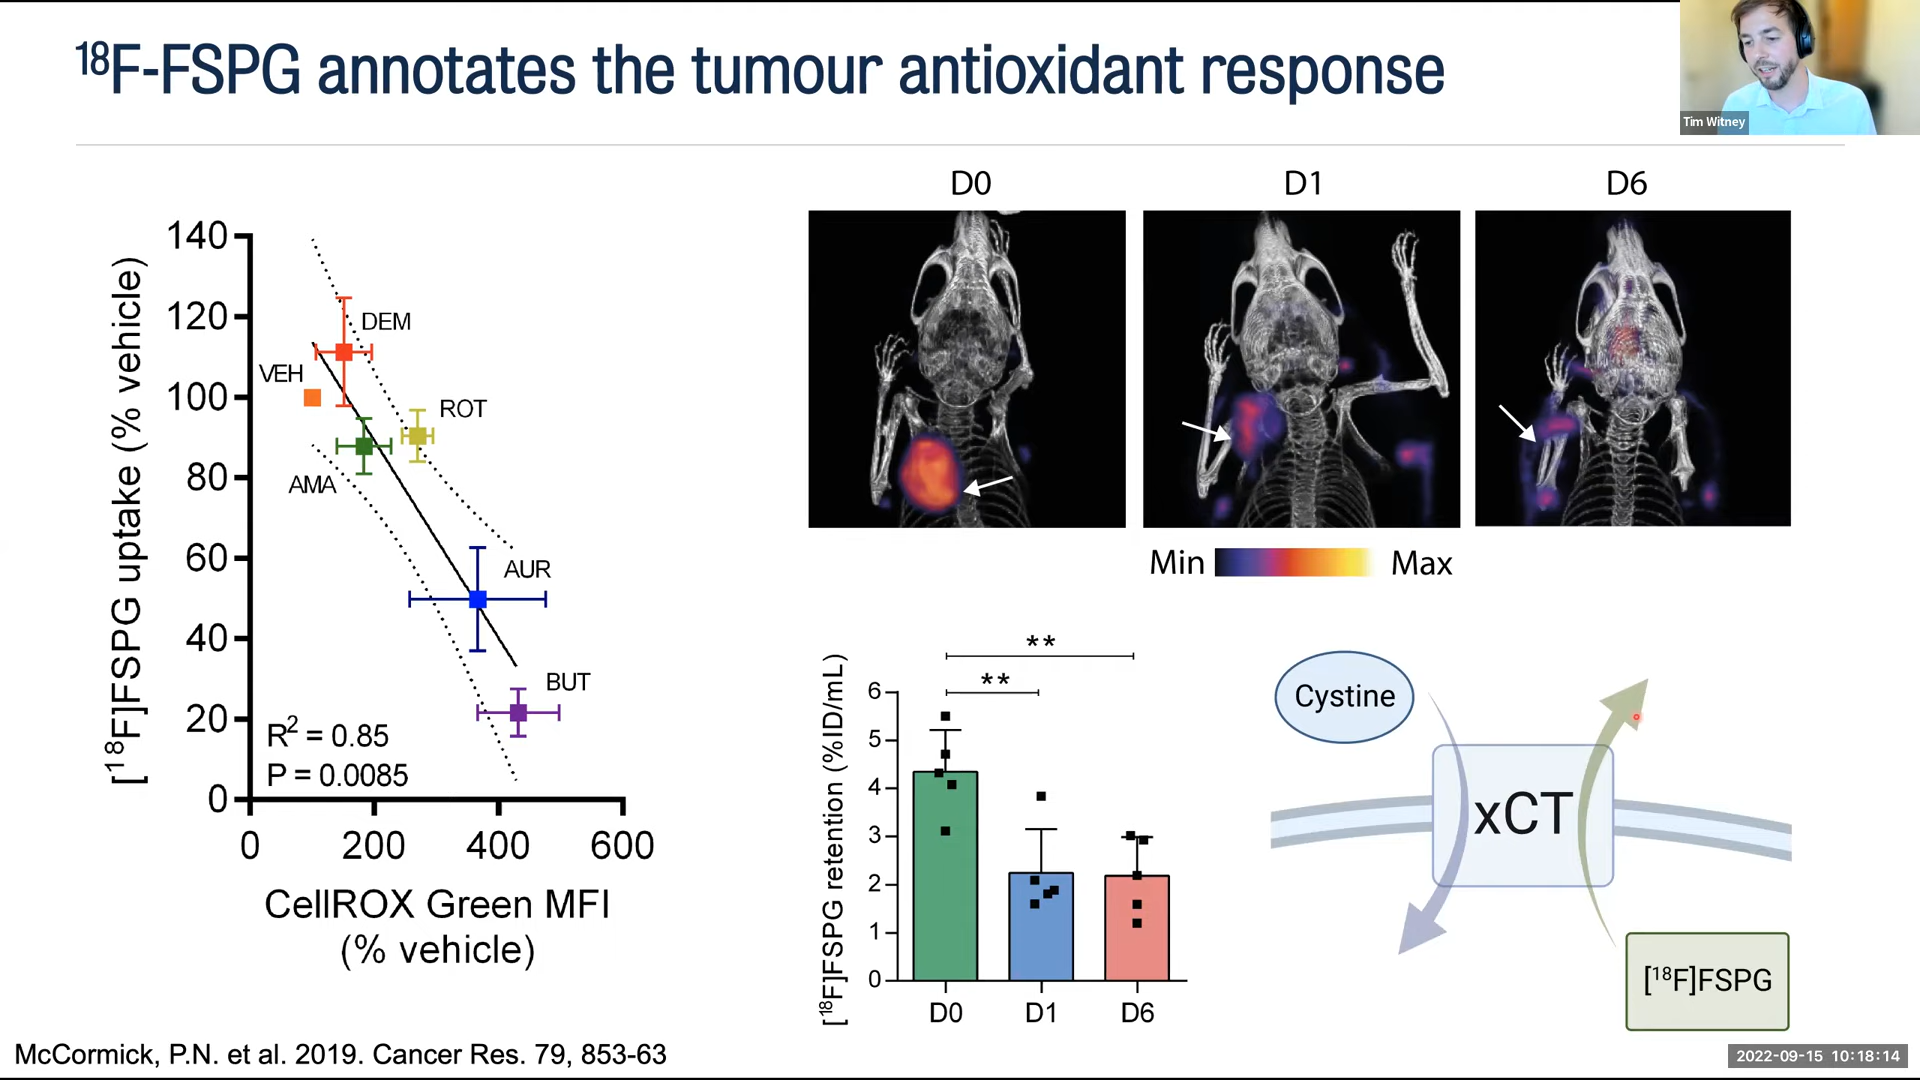 ¹⁸F-FSPG annotates the tumour antioxidant response
Tim Witney
[¹⁸F]FSPG uptake (% vehicle)
140
120
100
80
60
40
20
0
DEM
VEH
ROT
AMA
AUR
BUT
R² = 0.85
P = 0.0085
0 200 400 600
CellROX Green MFI
(% vehicle)
D0 D1 D6
Min Max
[¹⁸F]FSPG retention (%ID/mL)
**
**
6
5
4
3
2
1
0
D0 D1 D6
Cystine
xCT
[¹⁸F]FSPG
McCormick, P.N. et al. 2019. Cancer Res. 79, 853-63
2022-09-15 10:18:14